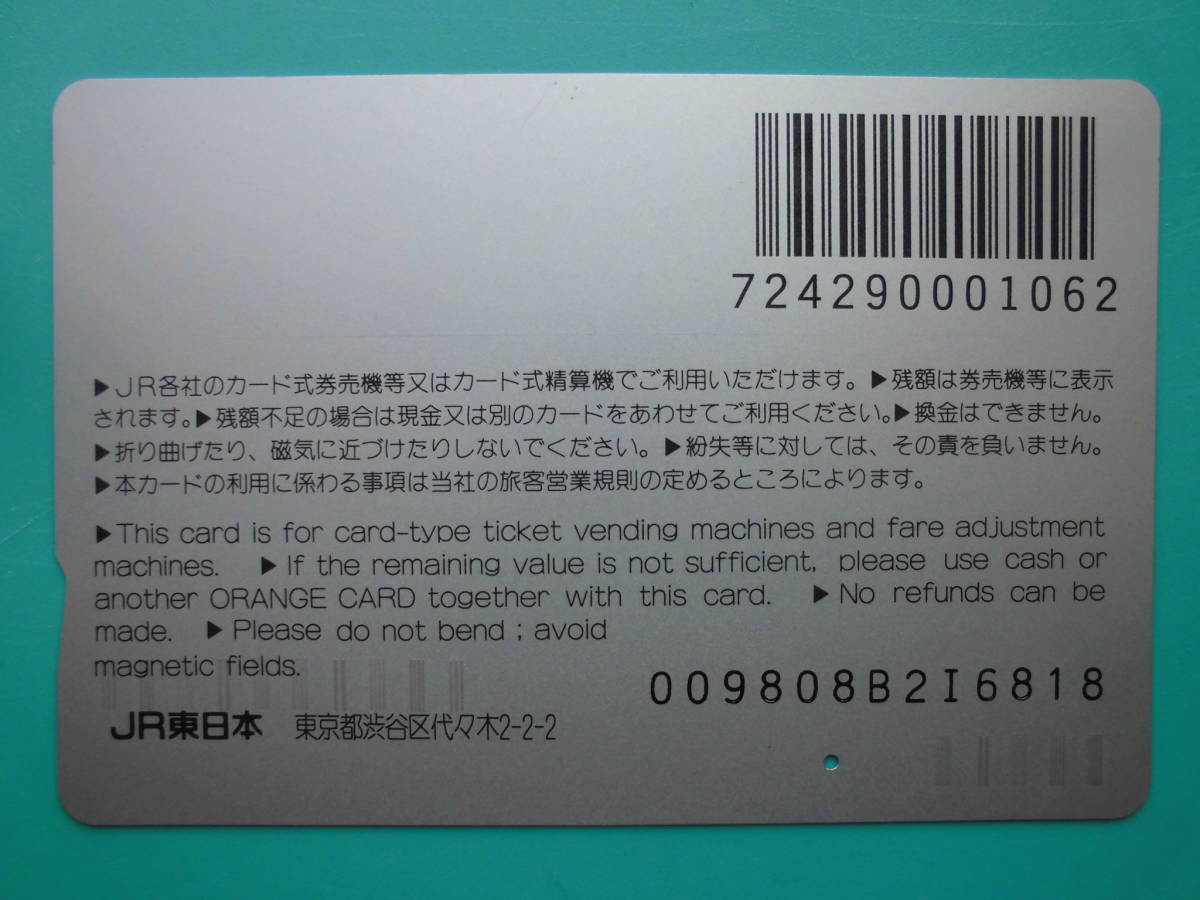 724290001062
▶JR各社のカード式券売機等又はカード式精算機でご利用いただけます。▶残額は券売機等に表示
されます。▶残額不足の場合は現金又は別のカードをあわせてご利用ください。▶換金はできません。
▶折り曲げたり、磁気に近づけたりしないでください。▶紛失等に対しては、その責を負いません。
▶本カードの利用に係わる事項は当社の旅客営業規則の定めるところによります。
▶This card is for card-type ticket vending machines and fare adjustment
machines. ▶If the remaining value is not sufficient, please use cash or
another ORANGE CARD together with this card. ▶No refunds can be
made. ▶Please do not bend ; avoid
magnetic fields.
009808B2I6818
JR東日本 東京都渋谷区代々木2-2-2